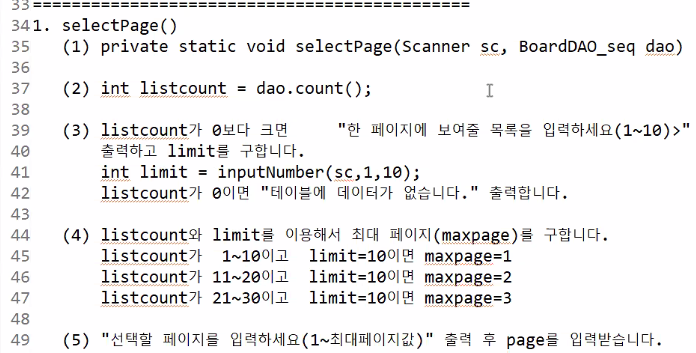 33=============================================
34 1. selectPage()
35 (1) private static void selectPage(Scanner sc, BoardDAO_seq dao)
36
37 (2) int listcount = dao.count();
38
39 (3) listcount가 0보다 크면 "한 페이지에 보여줄 목록을 입력하세요(1~10)>"
40 출력하고 limit를 구합니다.
41 int limit = inputNumber(sc,1,10);
42 listcount가 0이면 "테이블에 데이터가 없습니다." 출력합니다.
43
44 (4) listcount와 limit를 이용해서 최대 페이지(maxpage)를 구합니다.
45 listcount가 1~10이고 limit=10이면 maxpage=1
46 listcount가 11~20이고 limit=10이면 maxpage=2
47 listcount가 21~30이고 limit=10이면 maxpage=3
48
49 (5) "선택할 페이지를 입력하세요(1~최대페이지값)" 출력 후 page를 입력받습니다.